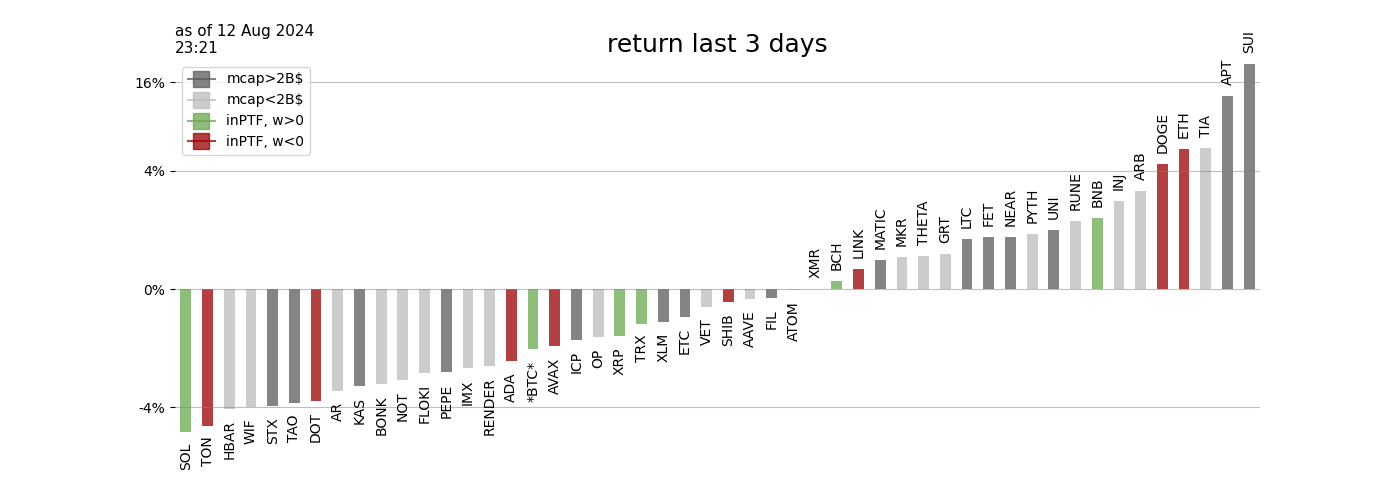 as of 12 Aug 2024
23:21
return last 3 days
mcap>2B$
mcap<2B$
inPTF, w>0
inPTF, w<0
16%
4%
0%
-4%
SOL
TON
HBAR
WIF
STX
TAO
DOT
AR
KAS
BONK
NOT
FLOKI
PEPE
IMX
RENDER
ADA
*BTC*
AVAX
ICP
OP
XRP
TRX
XLM
ETC
VET
SHIB
AAVE
FIL
ATOM
XMR
BCH
LINK
MATIC
MKR
THETA
GRT
LTC
FET
NEAR
PYTH
UNI
RUNE
BNB
INJ
ARB
DOGE
ETH
TIA
APT
SUI